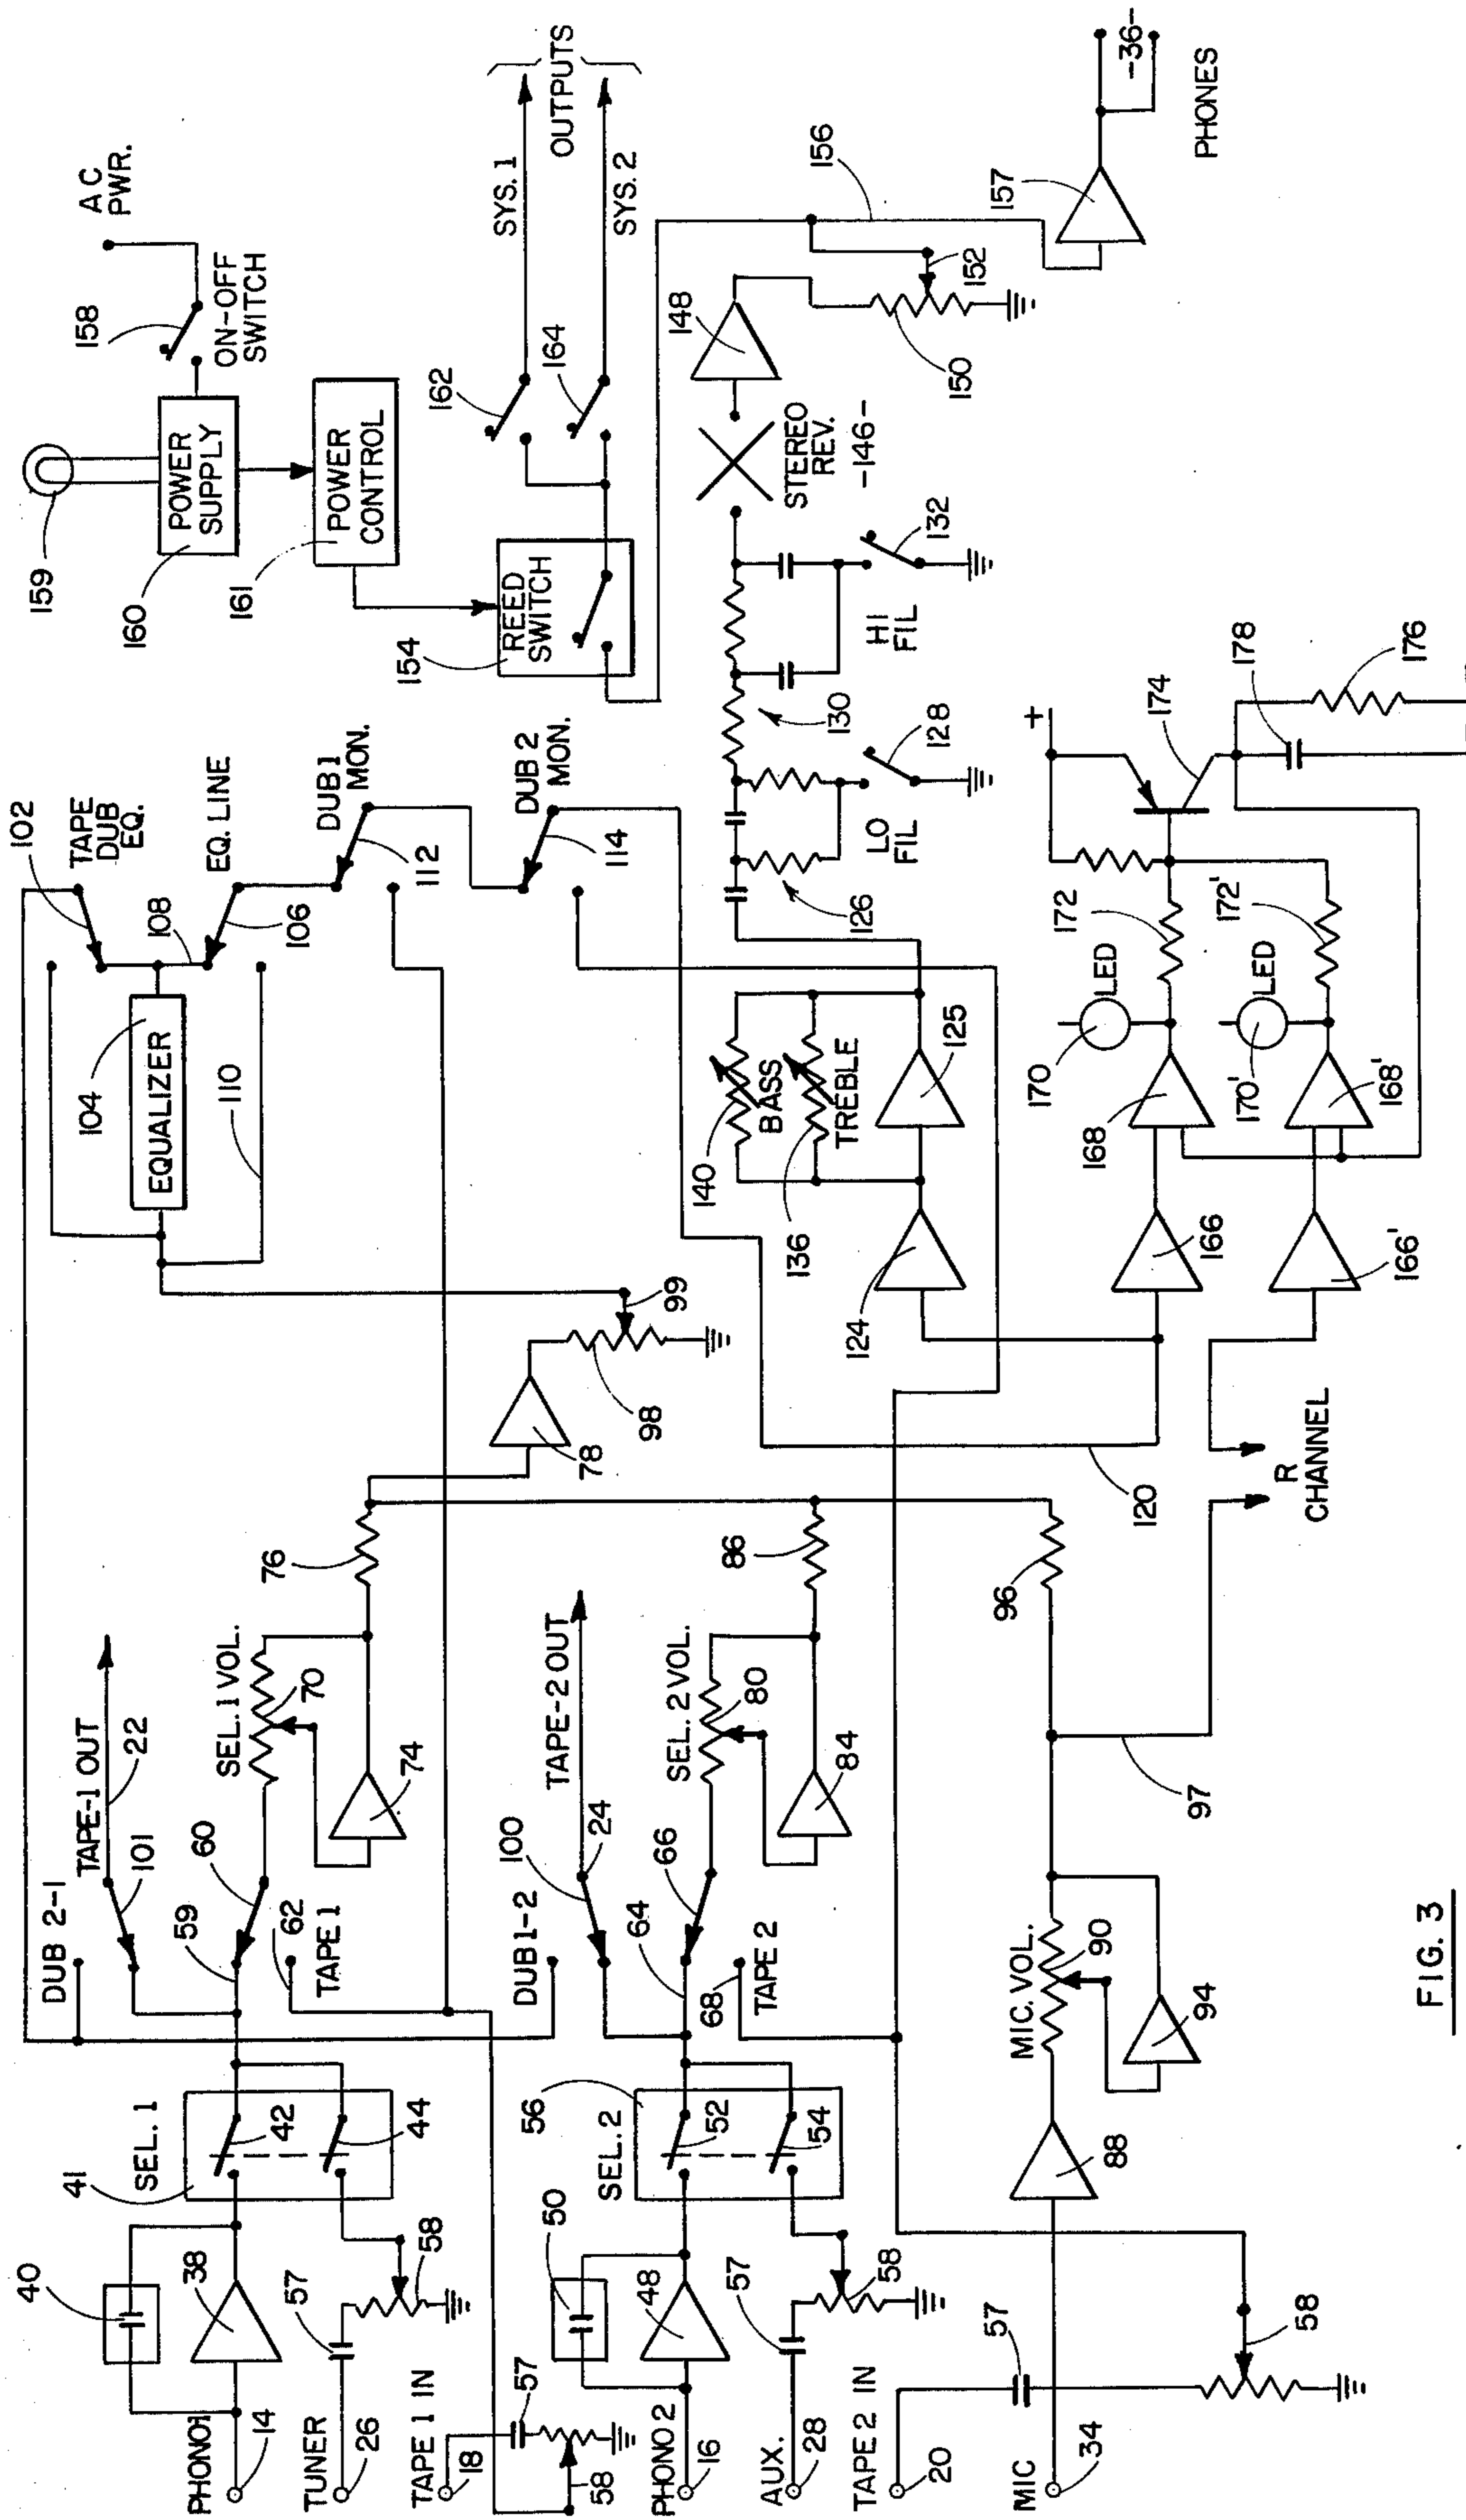 PHONO1
14
40
38
41
SEL. 1
42
44
TUNER
26
57
58
TAPE 1 IN
18
57
58
PHONO 2
16
50
48
56
SEL. 2
52
54
AUX.
28
57
58
TAPE 2 IN
20
57
58
MIC
34
88
MIC. VOL.
90
94
DUB 2-1
TAPE-1 OUT
101
22
59
60
62
TAPE 1
SEL. 1 VOL.
70
74
76
DUB 1-2
TAPE-2 OUT
100
24
64
66
68
TAPE 2
SEL. 2 VOL.
80
84
86
96
97
R
CHANNEL
78
98
99
102
TAPE
DUB
EQ.
104
EQUALIZER
108
110
EQ. LINE
106
DUB 1
MON.
112
DUB 2
MON.
114
120
124
125
140
BASS
136
TREBLE
126
LO
FIL
128
130
HI
FIL
132
STEREO
REV.
-146-
148
150
152
156
157
-36-
PHONES
159
160
POWER
SUPPLY
158
ON-OFF
SWITCH
AC
PWR.
161
POWER
CONTROL
154
REED
SWITCH
162
164
SYS. 1
SYS. 2
OUTPUTS
166
166'
168
168'
170
LED
170'
LED
172
172'
+
174
178
176
FIG. 3